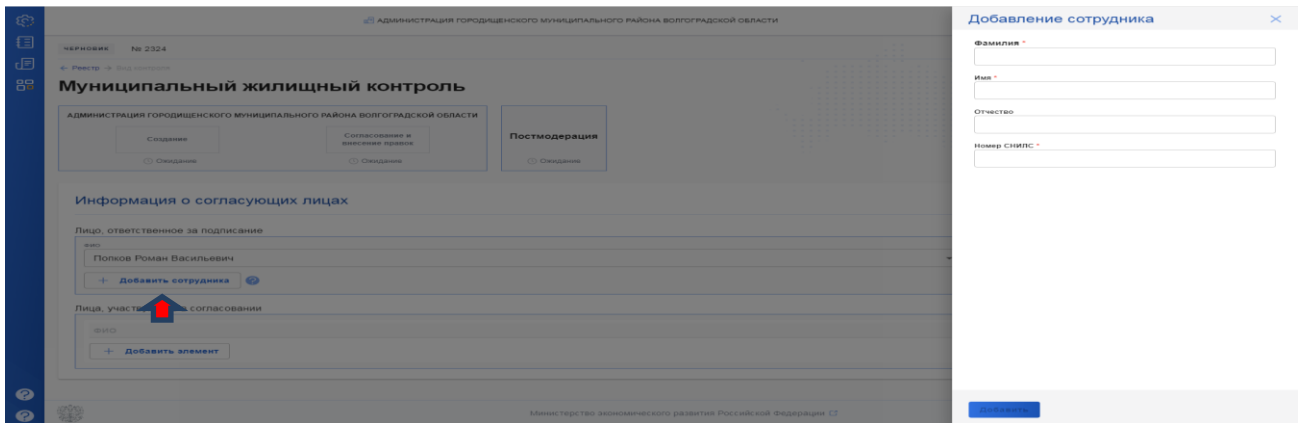 АДМИНИСТРАЦИЯ ГОРОДИЩЕНСКОГО МУНИЦИПАЛЬНОГО РАЙОНА ВОЛГОГРАДСКОЙ ОБЛАСТИ
ЧЕРНОВИК № 2324
← Реестр → Вид контроля
Муниципальный жилищный контроль
АДМИНИСТРАЦИЯ ГОРОДИЩЕНСКОГО МУНИЦИПАЛЬНОГО РАЙОНА ВОЛГОГРАДСКОЙ ОБЛАСТИ
Создание
Ожидание
Согласование и
внесение правок
Ожидание
Постмодерация
Ожидание
Информация о согласующих лицах
Лицо, ответственное за подписание
ФИО
Попков Роман Васильевич
+ Добавить сотрудника
Лица, участ согласовании
ФИО
+ Добавить элемент
Министерство экономического развития Российской Федерации
Добавление сотрудника
Фамилия *
Имя *
Отчество
Номер СНИЛС *
Добавить